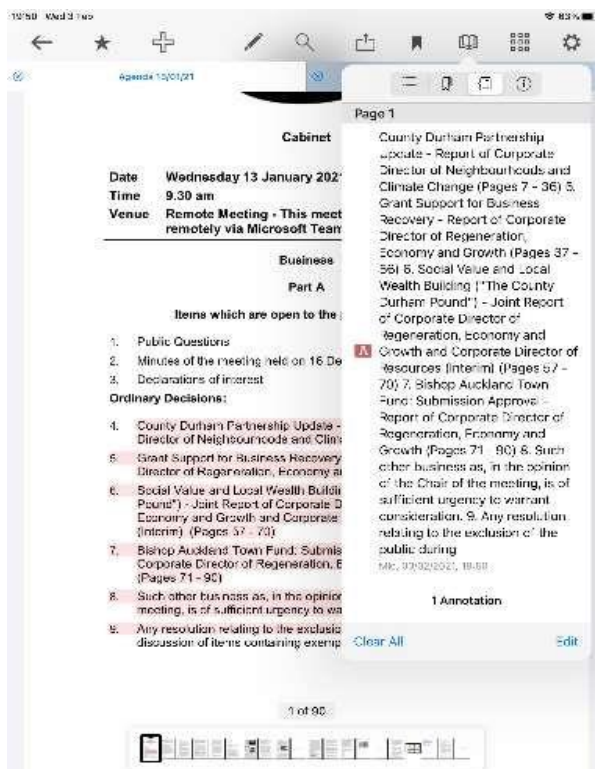 19:50 Wed 3 Feb
63%
Agenda 13/01/21
Cabinet
Date Wednesday 13 January 202
Time 9.30 am
Venue Remote Meeting - This meet
remotely via Microsoft Team
Business
Part A
Items which are open to the
1. Public Questions
2. Minutes of the meeting held on 16 De
3. Declarations of interest
Ordinary Decisions:
4. County Durham Partnership Update -
Director of Neighbourhoods and Clim
5. Grant Support for Business Recovery
Director of Regeneration, Economy a
6. Social Value and Local Wealth Buildi
Pound") - Joint Report of Corporate D
Economy and Growth and Corporate
(Interim) (Pages 57 - 70)
7. Bishop Auckland Town Fund: Submis
Corporate Director of Regeneration, E
(Pages 71 - 90)
8. Such other business as, in the opinion
meeting, is of sufficient urgency to wa
9. Any resolution relating to the exclusio
discussion of items containing exemp
1 of 90
Page 1
County Durham Partnership
Update - Report of Corporate
Director of Neighbourhoods and
Climate Change (Pages 7 - 36) 5.
Grant Support for Business
Recovery - Report of Corporate
Director of Regeneration,
Economy and Growth (Pages 37 -
56) 6. Social Value and Local
Wealth Building ("The County
Durham Pound") - Joint Report
of Corporate Director of
Regeneration, Economy and
Growth and Corporate Director of
Resources (Interim) (Pages 57 -
70) 7. Bishop Auckland Town
Fund: Submission Approval -
Report of Corporate Director of
Regeneration, Economy and
Growth (Pages 71 - 90) 8. Such
other business as, in the opinion
of the Chair of the meeting, is of
sufficient urgency to warrant
consideration. 9. Any resolution
relating to the exclusion of the
public during
03/02/2021,
1 Annotation
Clear All Edit